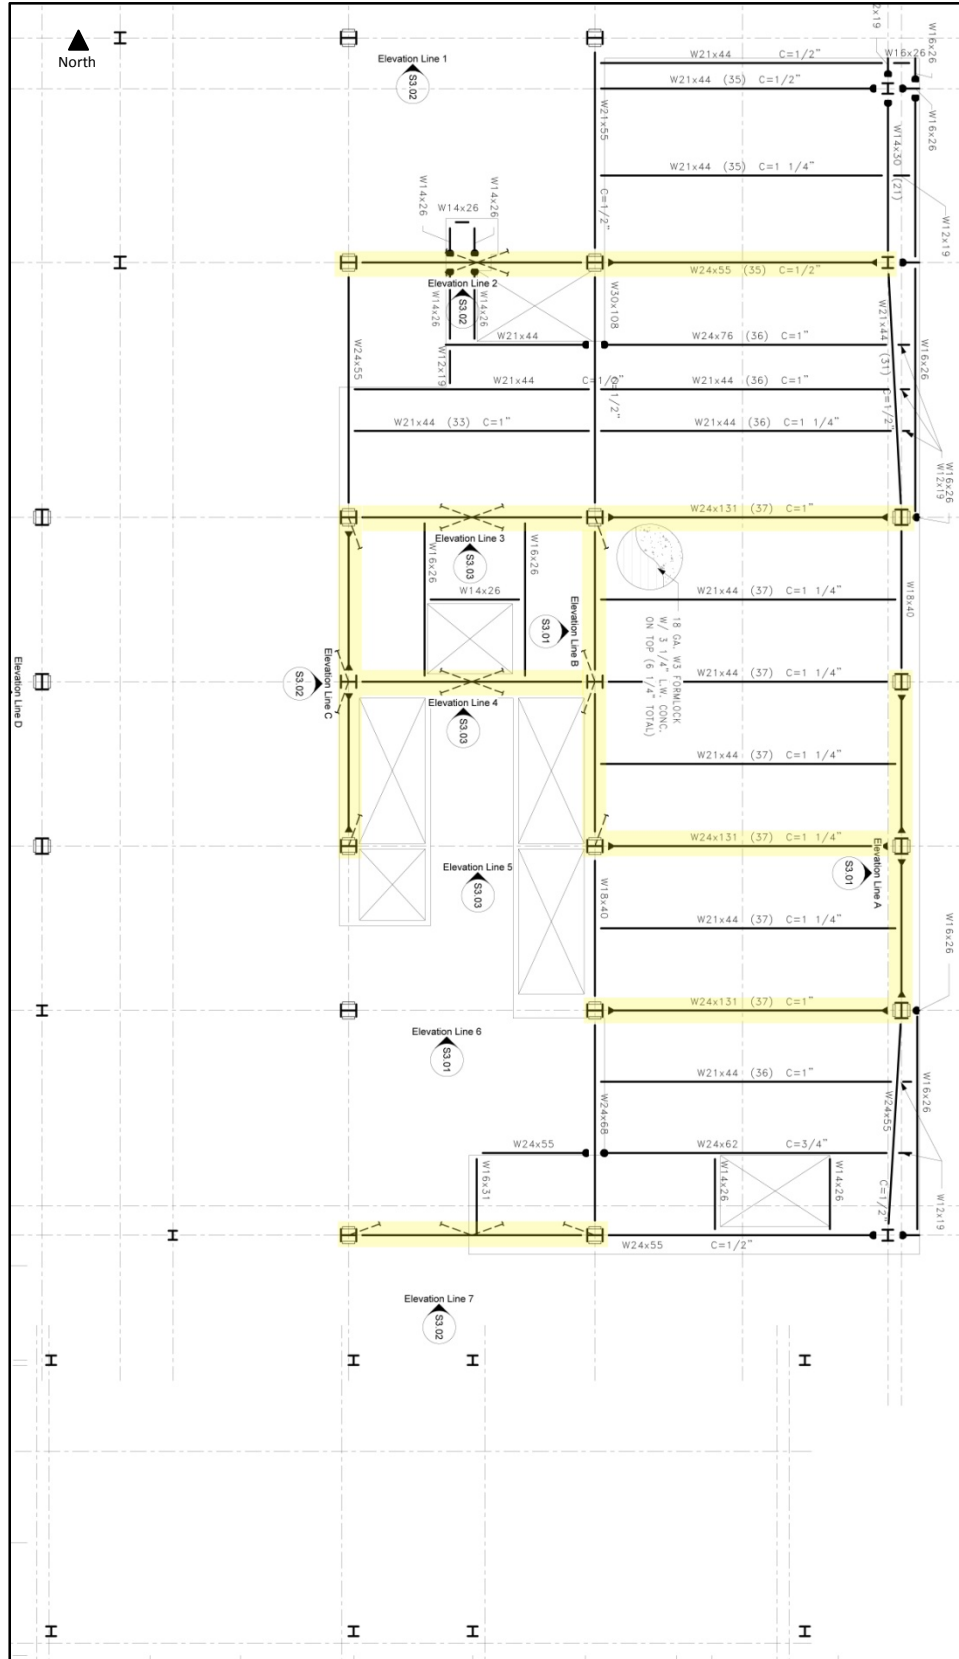 2x19
W16x26
W16x26
North
Elevation Line 1
S3.02
W21x44 C=1/2"
W21x44 (35) C=1/2"
W16x26
W21x55
C=1/2"
W14x30 (21)
W21x44 (35) C=1 1/4"
W14x26
W14x26
W14x26
W12x19
W24x55 (35) C=1/2"
Elevation Line 2
S3.02
W14x26
W14x26
W30x108
C=1/2"
W21x44 (31) C=1/2"
W21x44
W24x76 (36) C=1"
W24x55
W12x19
W16x26
W21x44 C=1/2"
W21x44 (36) C=1"
W21x44 (33) C=1"
W21x44 (36) C=1 1/4"
W16x26
W12x19
W24x131 (37) C=1"
Elevation Line 3
S3.03
W16x26
W16x26
W14x26
W21x44 (37) C=1 1/4"
W18x40
Elevation Line B
S3.01
18 GA. W3 FORMLOCK
W/ 3 1/4" L.W. CONC.
ON TOP (6 1/4" TOTAL)
Elevation Line D
Elevation Line C
S3.02
W21x44 (37) C=1 1/4"
Elevation Line 4
S3.03
W21x44 (37) C=1 1/4"
W24x131 (37) C=1 1/4"
Elevation Line A
S3.01
Elevation Line 5
S3.03
W18x40
W21x44 (37) C=1 1/4"
W16x26
W24x131 (37) C=1"
Elevation Line 6
S3.01
W21x44 (36) C=1"
W16x26
W24x55
C=1/2"
W24x68
W24x55
W24x62 C=3/4"
W16x31
W14x26
W14x26
W12x19
W24x55 C=1/2"
Elevation Line 7
S3.02